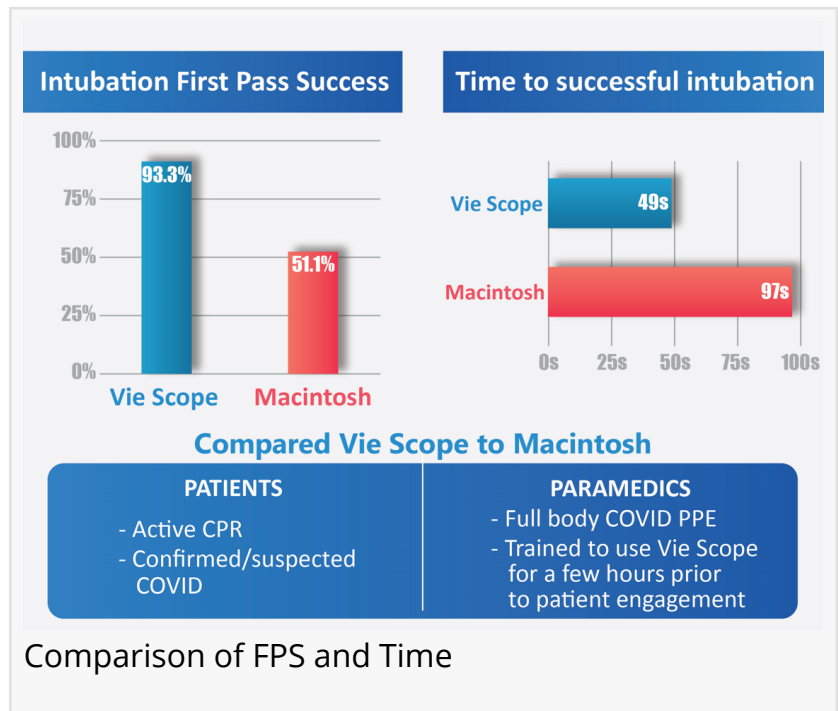 Intubation First Pass Success
100%
75%
50%
25%
0%
93.3%
51.1%
Vie Scope
Macintosh
Time to successful intubation
Vie Scope
49s
Macintosh
97s
0s
25s
50s
75s
100s
Compared Vie Scope to Macintosh
PATIENTS
- Active CPR
- Confirmed/suspected
COVID
PARAMEDICS
- Full body COVID PPE
- Trained to use Vie Scope
for a few hours prior
to patient engagement
Comparison of FPS and Time